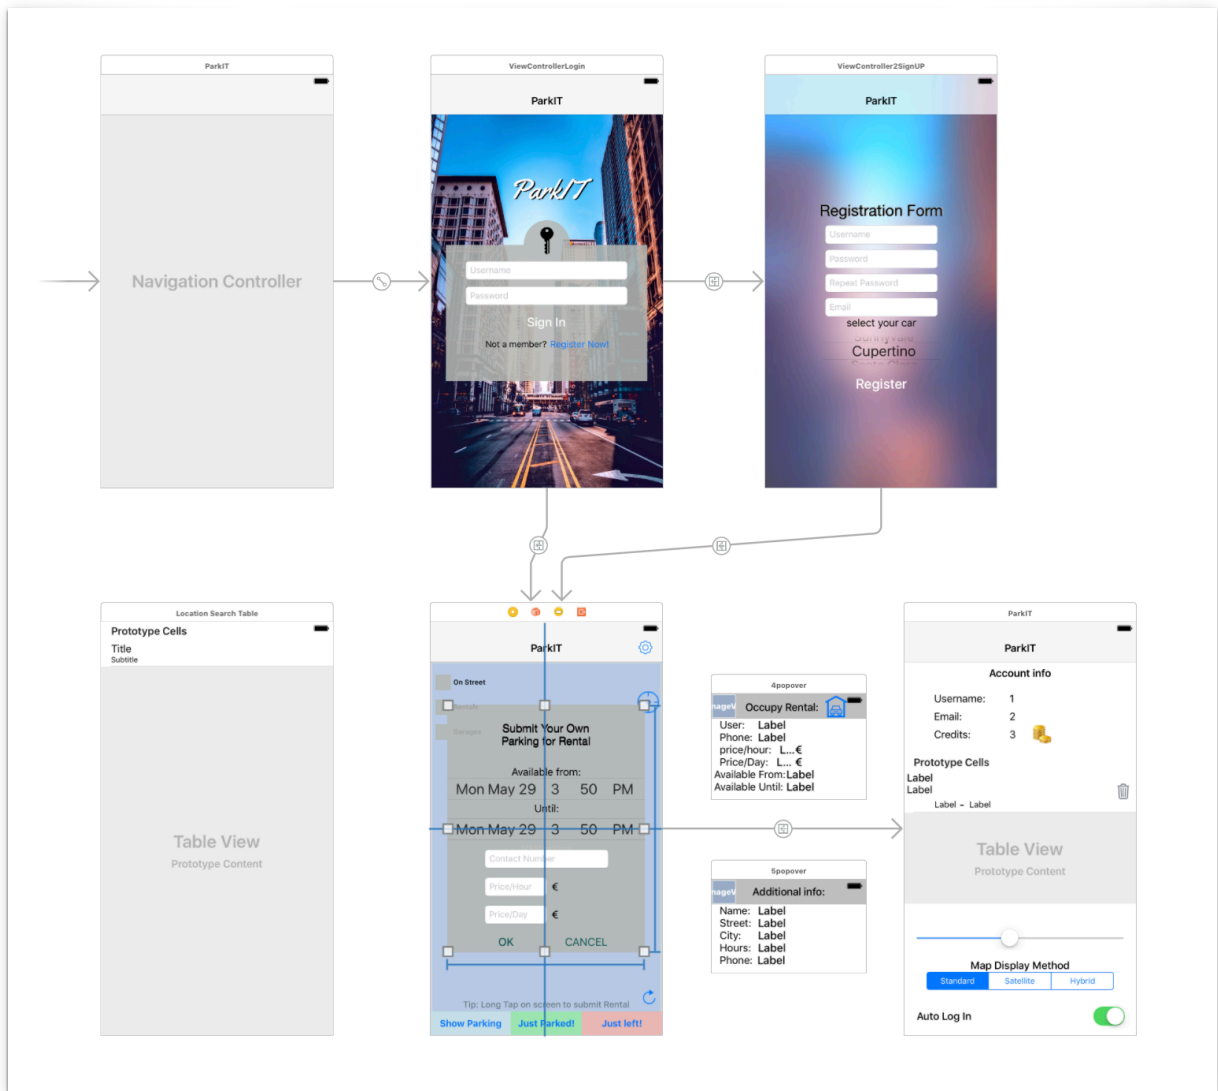 ParkIT
Navigation Controller
ViewControllerLogin
ParkIT
ParkIT
Username
Password
Sign In
Not a member? Register Now!
ViewController2SignUP
ParkIT
Registration Form
Username
Password
Repeat Password
Email
select your car
Sunnyvale
Cupertino
Register
Location Search Table
Prototype Cells
Title
Subtitle
Table View
Prototype Content
ParkIT
On Street
Rentals
Garages
Submit Your Own
Parking for Rental
Available from:
Mon May 29 3 50 PM
Until:
Mon May 29 3 50 PM
Contact Number
Price/Hour €
Price/Day €
OK CANCEL
Tip: Long Tap on screen to submit Rental
Show Parking Just Parked! Just left!
4popover
nageV Occupy Rental:
User: Label
Phone: Label
price/hour: L...€
Price/Day: L... €
Available From: Label
Available Until: Label
5popover
nageV Additional info:
Name: Label
Street: Label
City: Label
Hours: Label
Phone: Label
ParkIT
ParkIT
Account info
Username: 1
Email: 2
Credits: 3
Prototype Cells
Label
Label
Label - Label
Table View
Prototype Content
Map Display Method
Standard Satellite Hybrid
Auto Log In